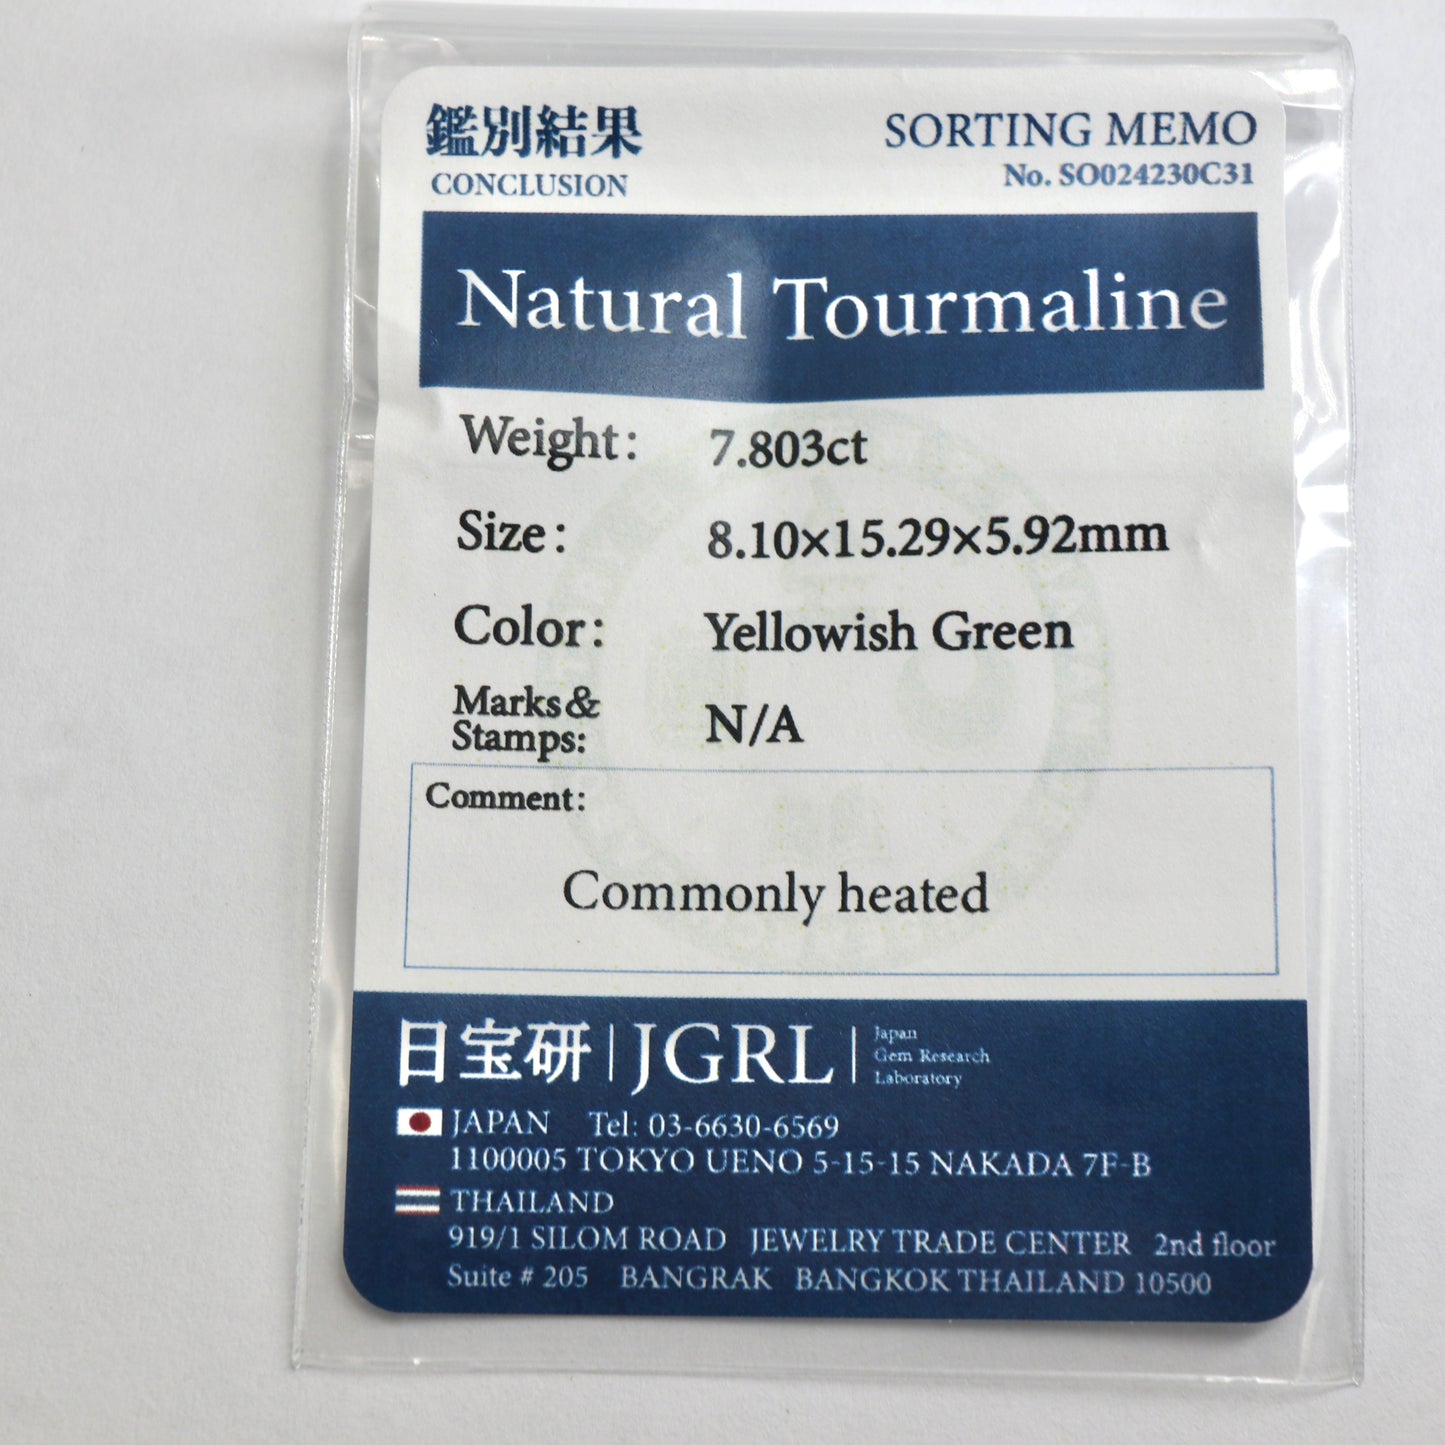 鑑別結果
CONCLUSION
SORTING MEMO
No. SO024230C31
Natural Tourmaline
Weight: 7.803ct
Size: 8.10×15.29×5.92mm
Color: Yellowish Green
Marks&
Stamps: N/A
Comment:
Commonly heated
日宝研 JGRL
Japan
Gem Research
Laboratory
JAPAN Tel: 03-6630-6569
1100005 TOKYO UENO 5-15-15 NAKADA 7F-B
THAILAND
919/1 SILOM ROAD JEWELRY TRADE CENTER 2nd floor
Suite # 205 BANGRAK BANGKOK THAILAND 10500